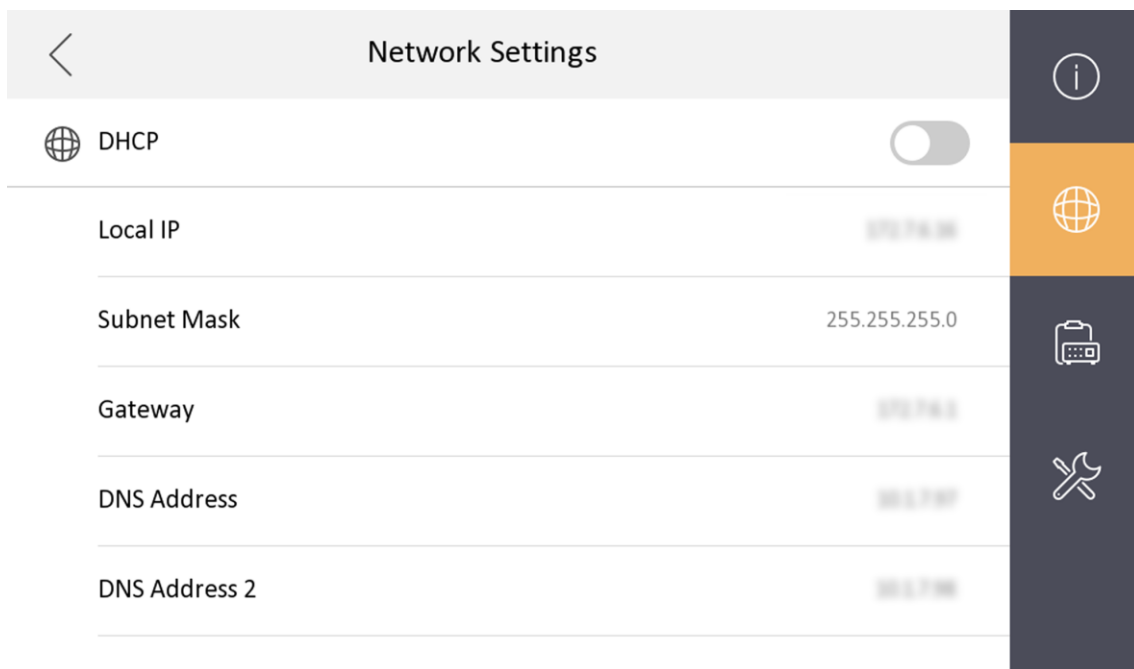 Network Settings
DHCP
Local IP
Subnet Mask 255.255.255.0
Gateway
DNS Address
DNS Address 2